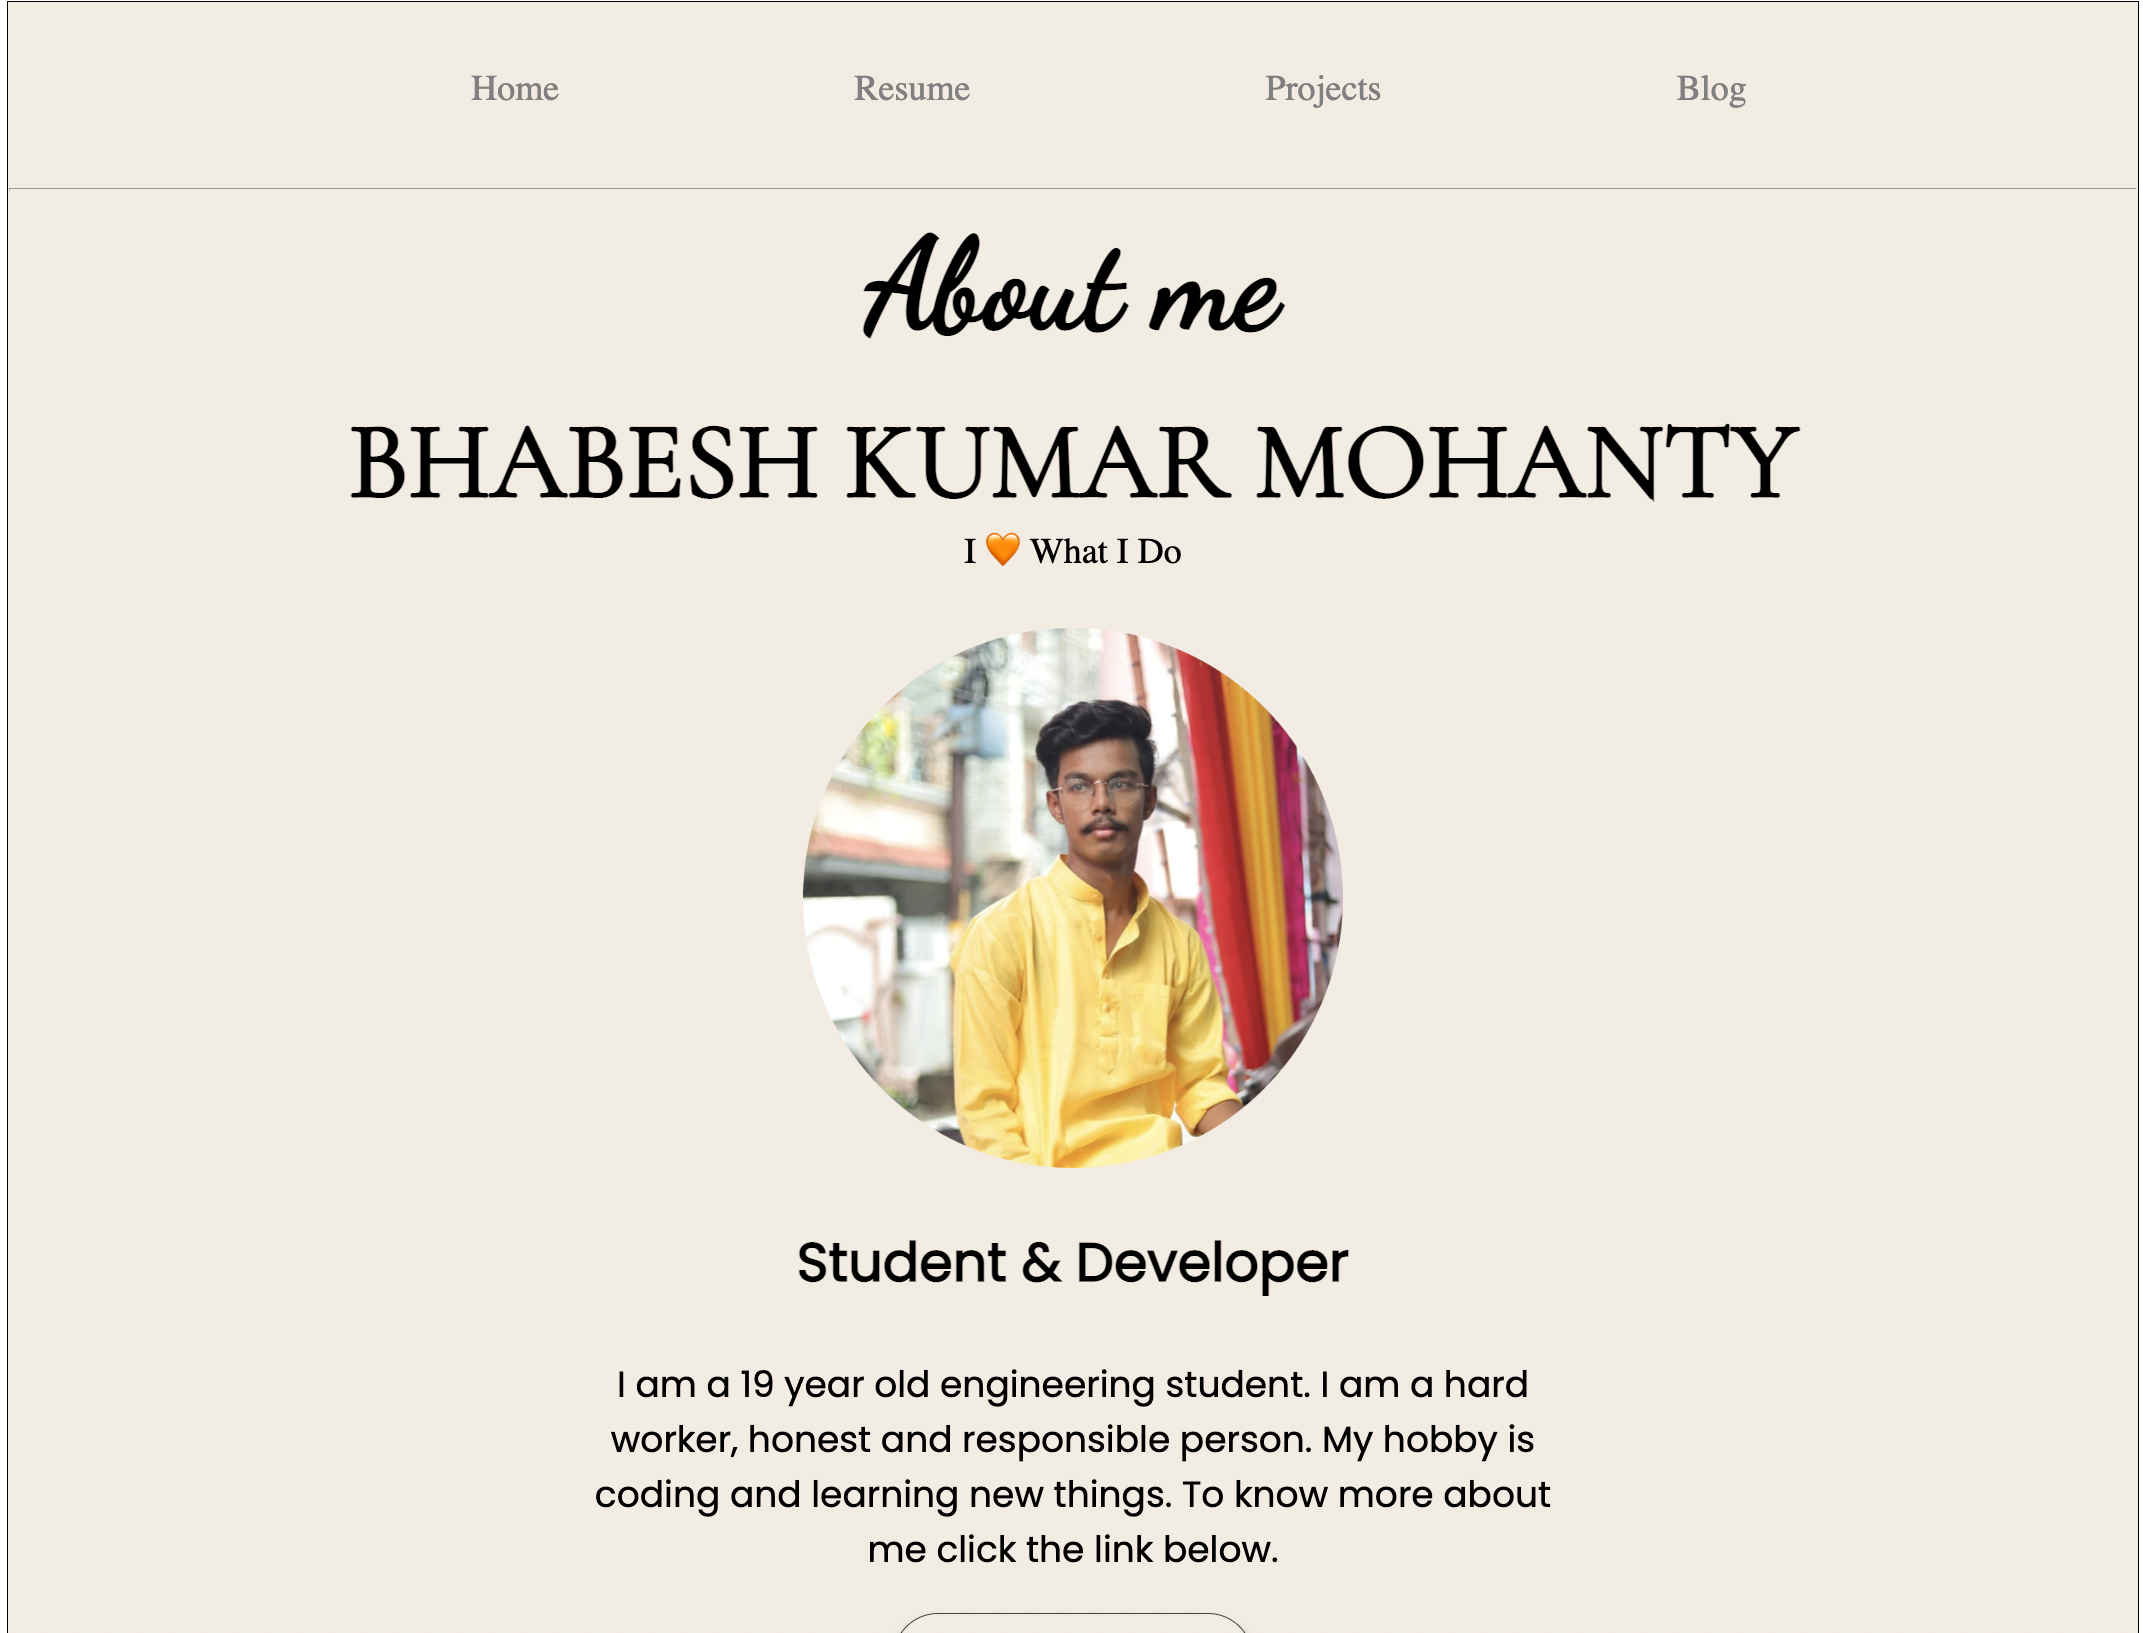 Home Resume Projects Blog
About me
BHABESH KUMAR MOHANTY
I 🧡 What I Do
Student & Developer
I am a 19 year old engineering student. I am a hard
worker, honest and responsible person. My hobby is
coding and learning new things. To know more about
me click the link below.